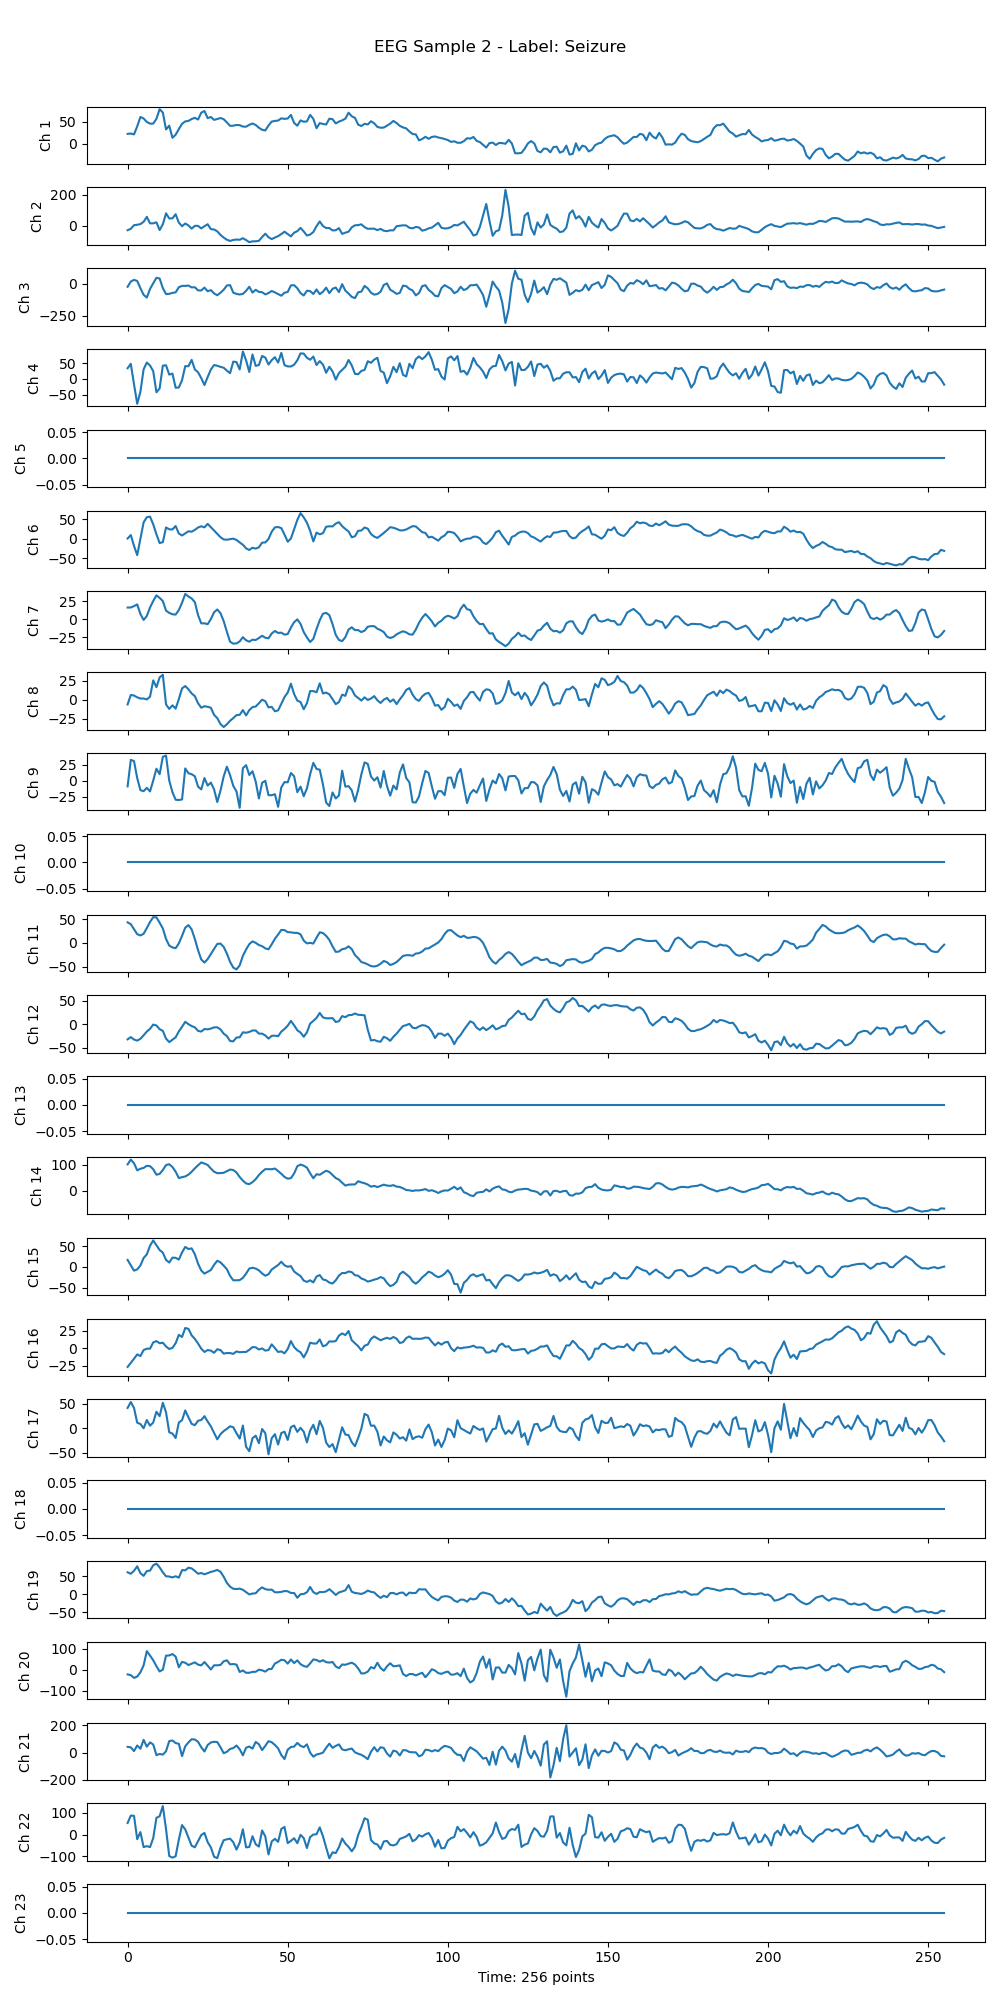 EEG Sample 2 - Label: Seizure
50
0
Ch 1
200
0
Ch 2
0
−250
Ch 3
50
0
−50
Ch 4
0.05
0.00
−0.05
Ch 5
50
0
−50
Ch 6
25
0
−25
Ch 7
25
0
−25
Ch 8
25
0
−25
Ch 9
0.05
0.00
−0.05
Ch 10
50
0
−50
Ch 11
50
0
−50
Ch 12
0.05
0.00
−0.05
Ch 13
100
0
Ch 14
50
0
−50
Ch 15
25
0
−25
Ch 16
50
0
−50
Ch 17
0.05
0.00
−0.05
Ch 18
50
0
−50
Ch 19
100
0
−100
Ch 20
200
0
−200
Ch 21
100
0
−100
Ch 22
0.05
0.00
−0.05
Ch 23
0 50 100 150 200 250
Time: 256 points